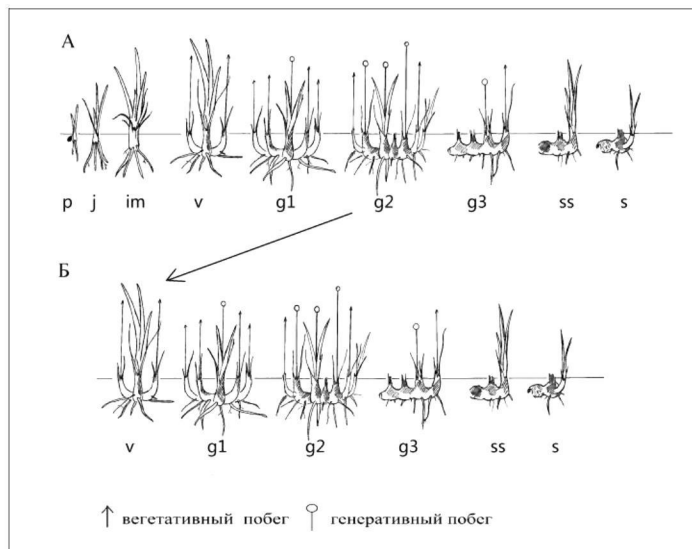 А
p j im v g1 g2 g3 ss s
Б
v g1 g2 g3 ss s
вегетативный побег генеративный побег